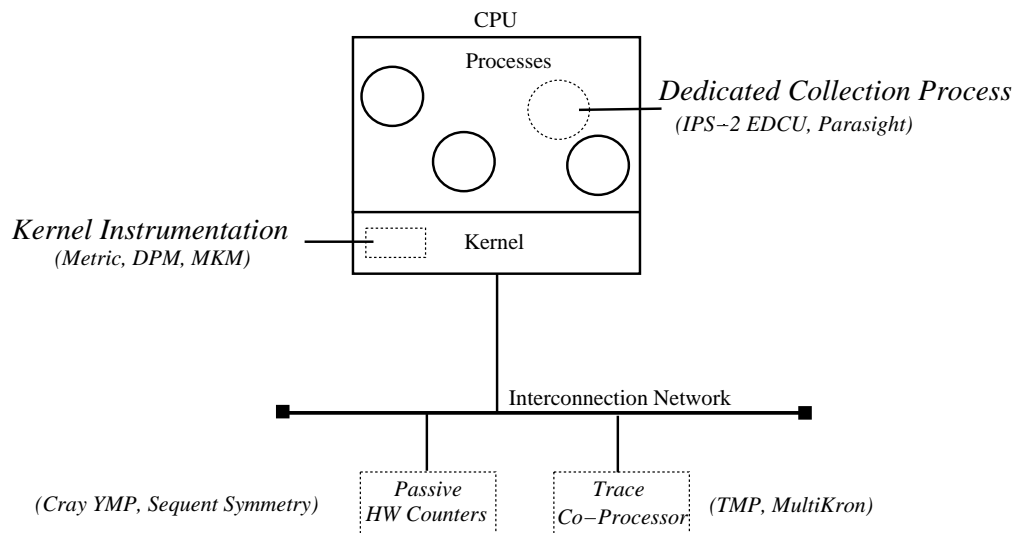 CPU
Processes
Dedicated Collection Process
(IPS-2 EDCU, Parasight)
Kernel Instrumentation
(Metric, DPM, MKM)
Kernel
Interconnection Network
(Cray YMP, Sequent Symmetry)
Passive
HW Counters
Trace
Co-Processor
(TMP, MultiKron)